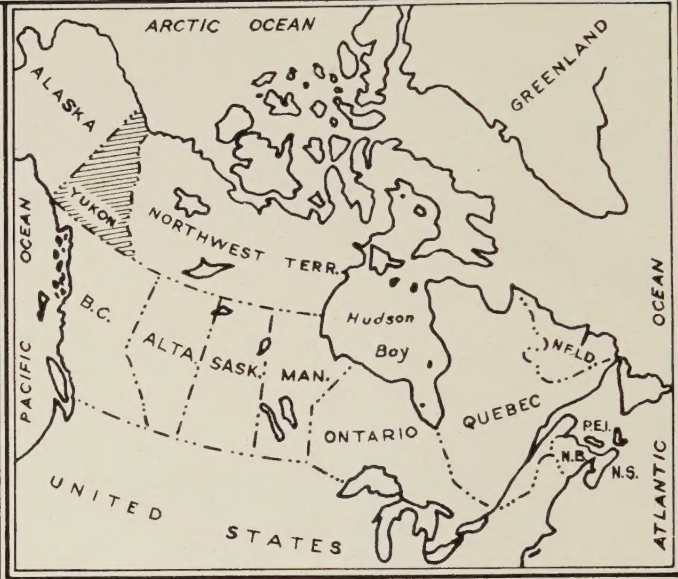 ARCTIC OCEAN
GREENLAND
ALASKA
YUKON
NORTHWEST TERR.
PACIFIC OCEAN
B.C.
ALTA.
SASK.
MAN.
Hudson
Bay
ONTARIO
QUEBEC
NFLD.
P.E.I.
N.B.
N.S.
ATLANTIC OCEAN
UNITED STATES